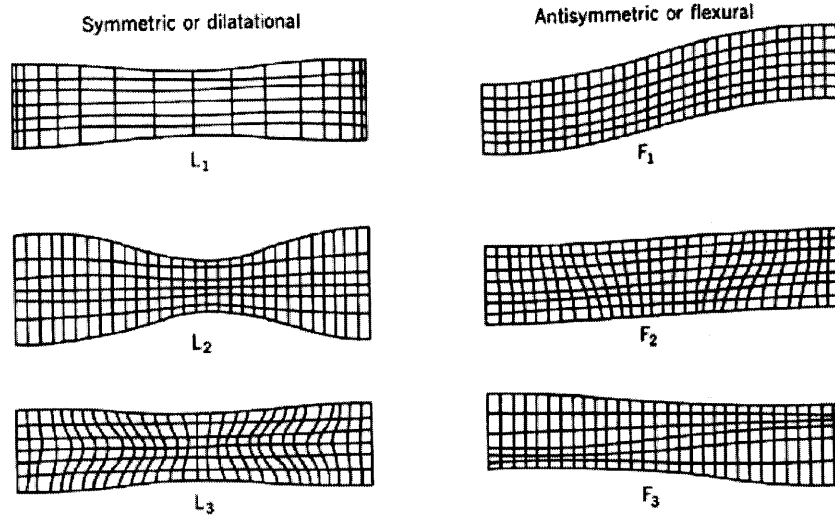 Symmetric or dilatational
Antisymmetric or flexural
L₁
F₁
L₂
F₂
L₃
F₃